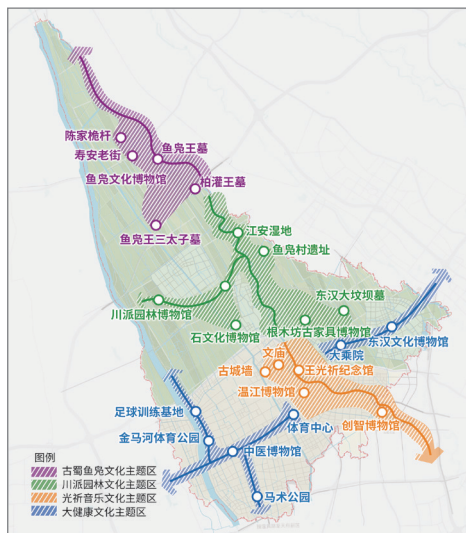 陈家桅杆
鱼凫王墓
寿安老街
鱼凫文化博物馆
柏灌王墓
鱼凫王三太子墓
江安湿地
鱼凫村遗址
东汉大坟坝墓
川派园林博物馆
石文化博物馆
根木坊古家具博物馆
东汉文化博物馆
大乘院
文庙
古城墙
王光祈纪念馆
温江博物馆
足球训练基地
体育中心
创智博物馆
金马河体育公园
中医博物馆
马术公园
图例
古蜀鱼凫文化主题区
川派园林文化主题区
光祈音乐文化主题区
大健康文化主题区